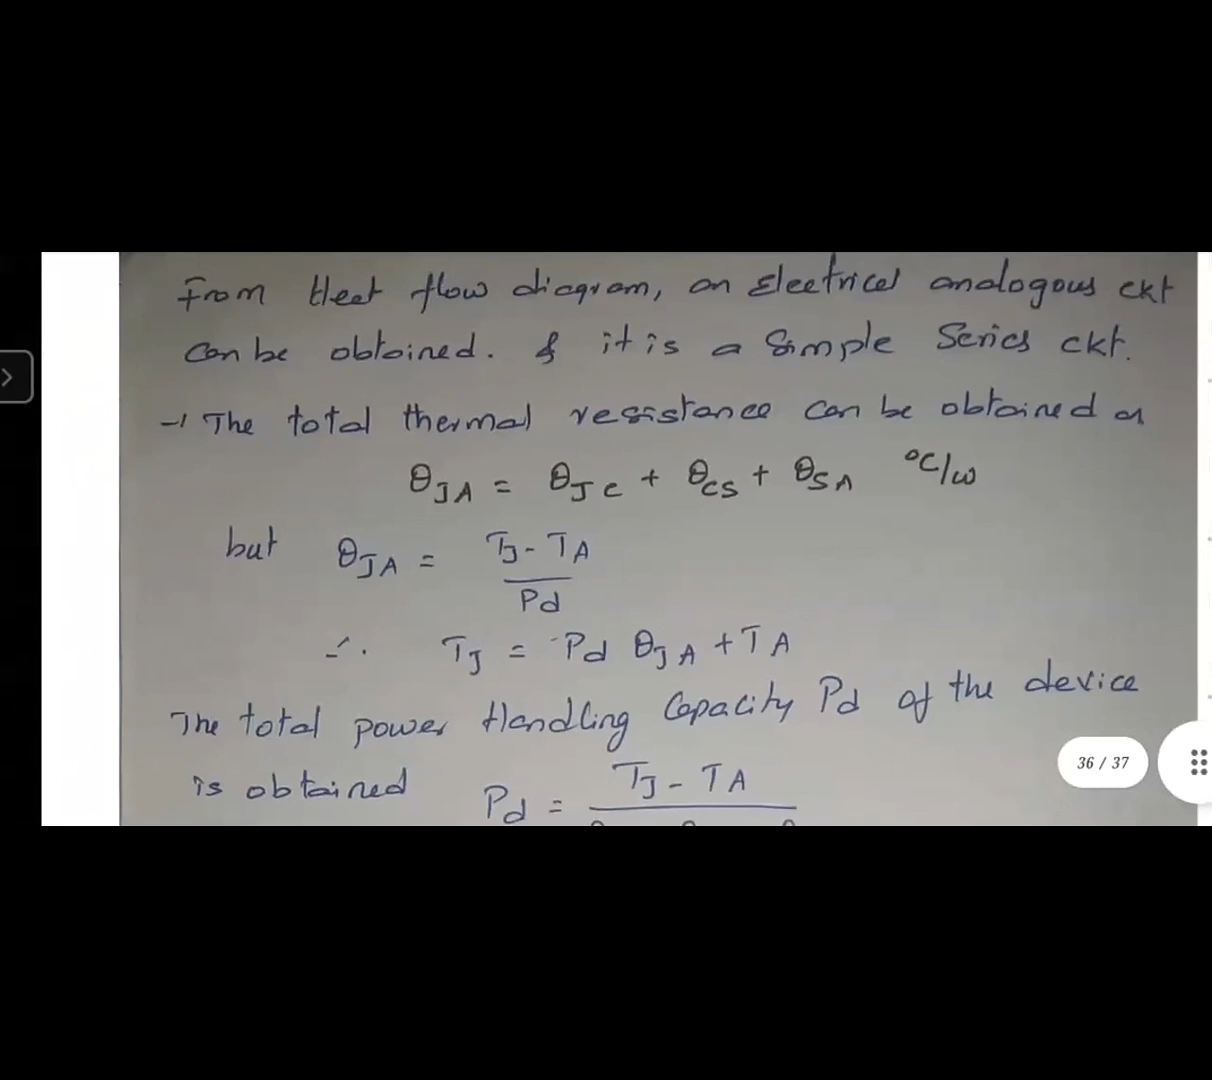 From Heat flow diagram, an Electrical analogous ckt
Can be obtained. & it is a Simple Series ckt.
→ The total thermal resistance can be obtained as
θJA = θJC + θCS + θSA °C/W
but θJA = TJ - TA / Pd
∴ TJ = Pd θJA + TA
The total power Handling Capacity Pd of the device
is obtained Pd = TJ - TA
36 / 37